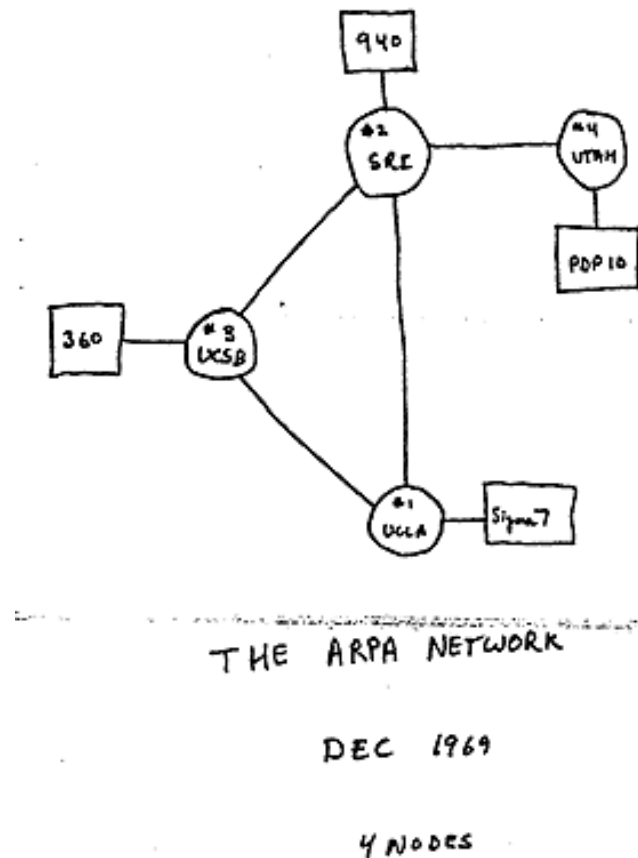 940
#2
SRI
#4
UTAH
PDP 10
360
#3
UCSB
#1
UCLA
Sigma 7
THE ARPA NETWORK
DEC 1969
4 NODES